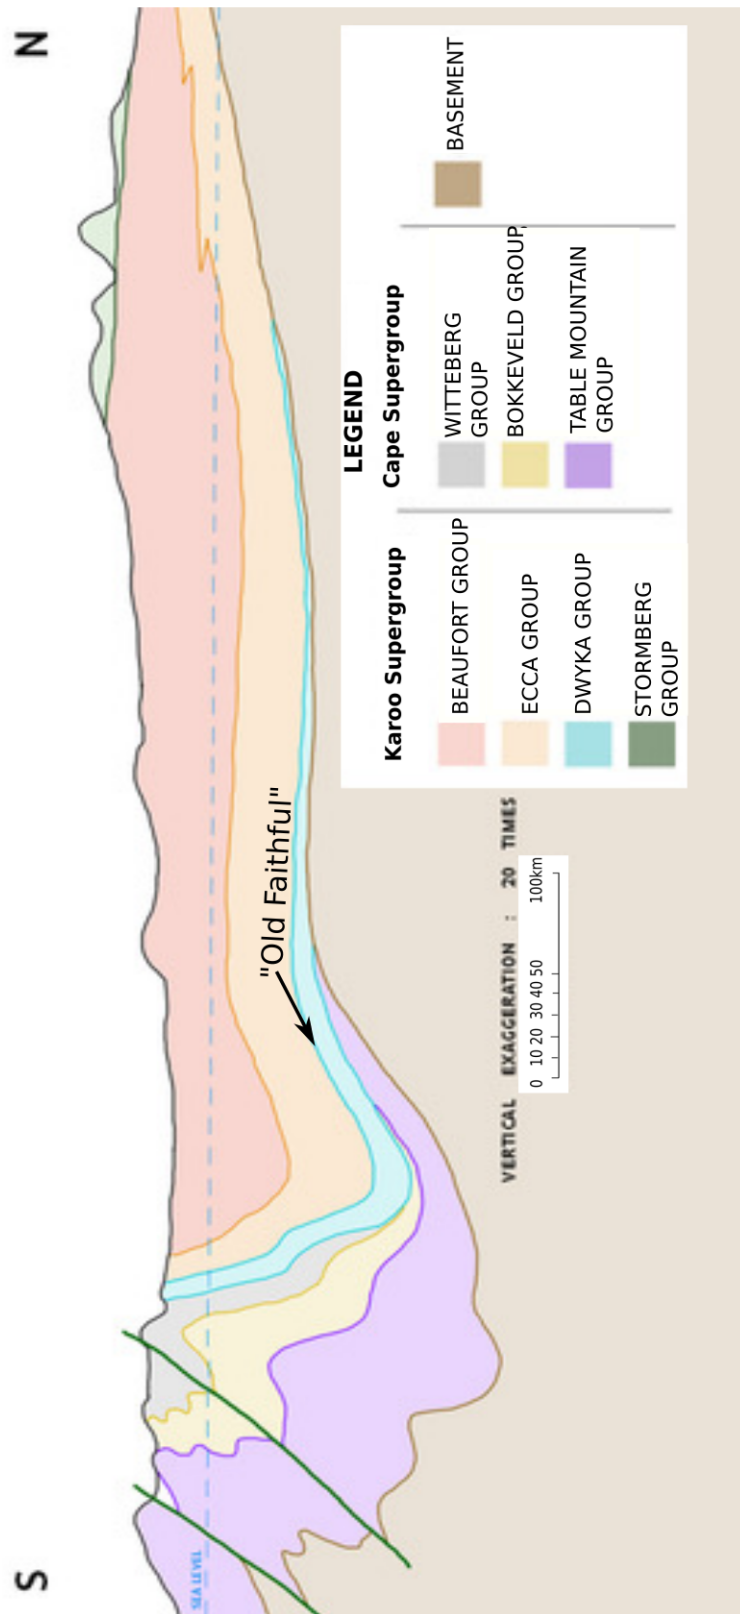 S
N
SEA LEVEL
"Old Faithful"
LEGEND
Karoo Supergroup
BEAUFORT GROUP
ECCA GROUP
DWYKA GROUP
STORMBERG
GROUP
Cape Supergroup
WITTEBERG
GROUP
BOKKEVELD GROUP
TABLE MOUNTAIN
GROUP
BASEMENT
VERTICAL EXAGGERATION : 20 TIMES
0 10 20 30 40 50 100km